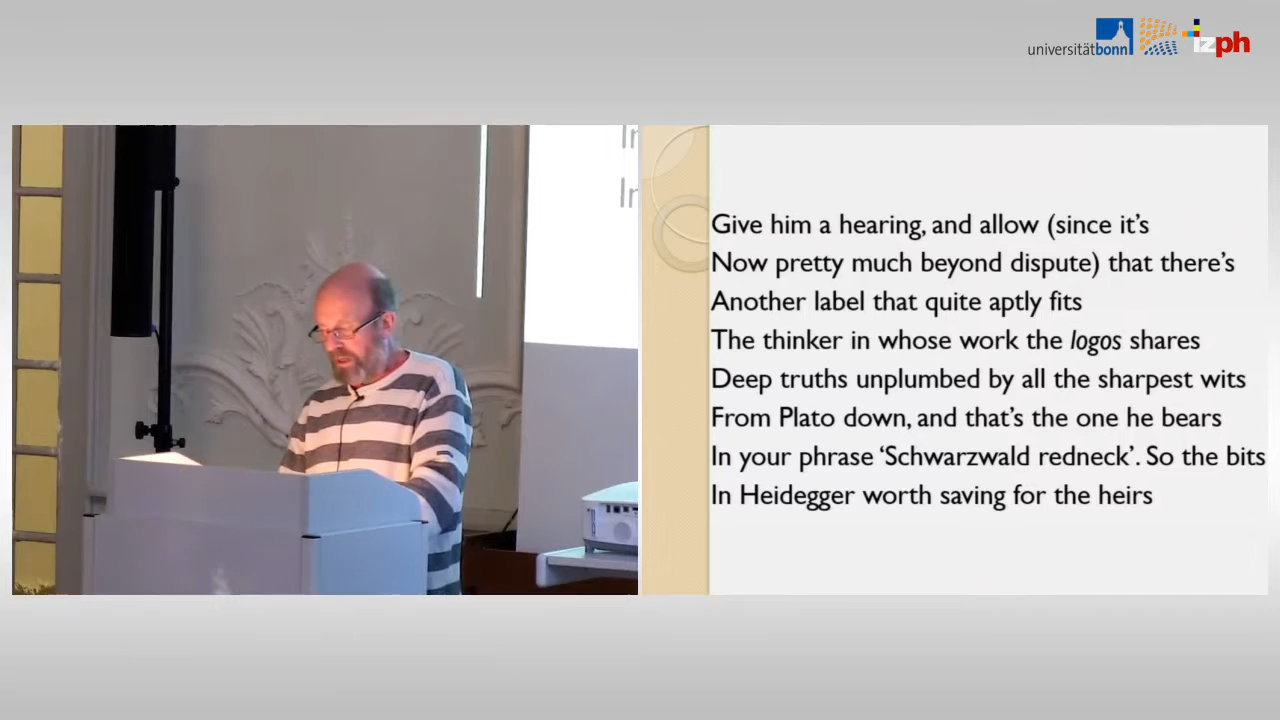 universitätbonn
izph
In
In
Give him a hearing, and allow (since it’s
Now pretty much beyond dispute) that there’s
Another label that quite aptly fits
The thinker in whose work the logos shares
Deep truths unplumbed by all the sharpest wits
From Plato down, and that’s the one he bears
In your phrase ‘Schwarzwald redneck’. So the bits
In Heidegger worth saving for the heirs